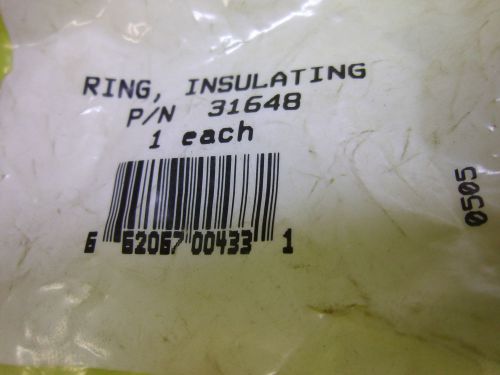 RING, INSULATING
P/N 31648
1 each
6 62067 00433 1
0505